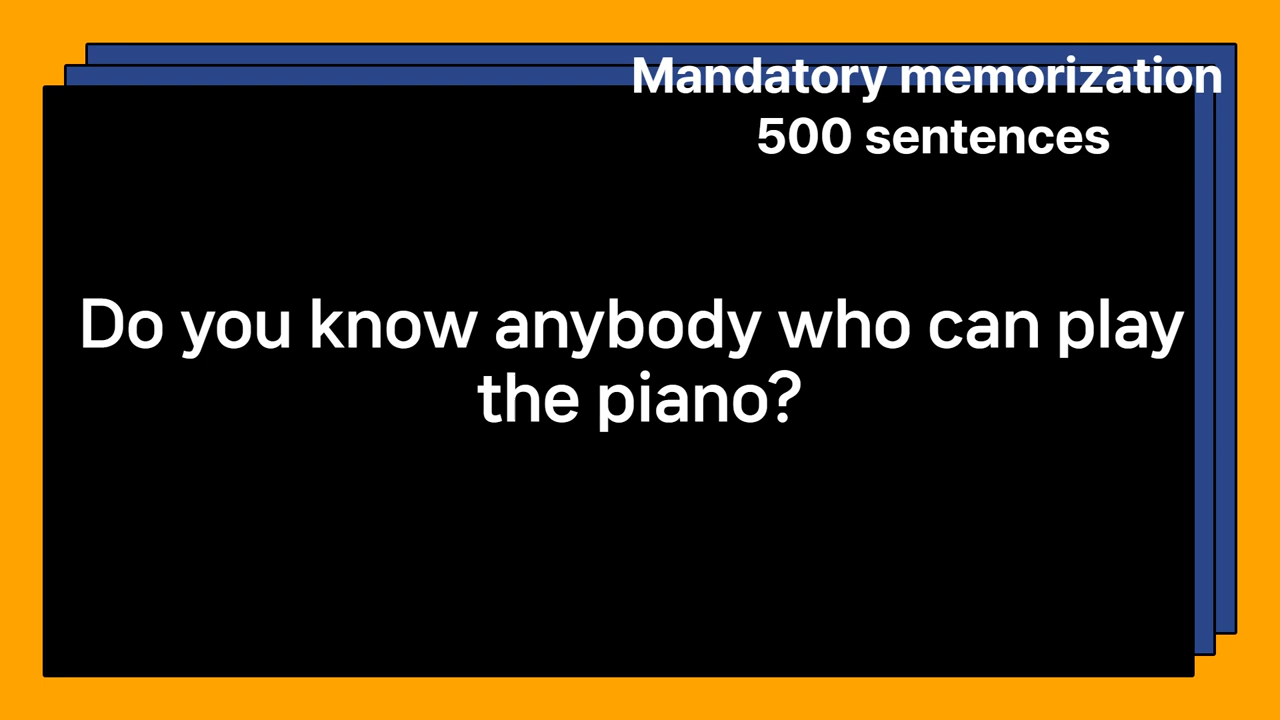 Mandatory memorization
500 sentences
Do you know anybody who can play
the piano?